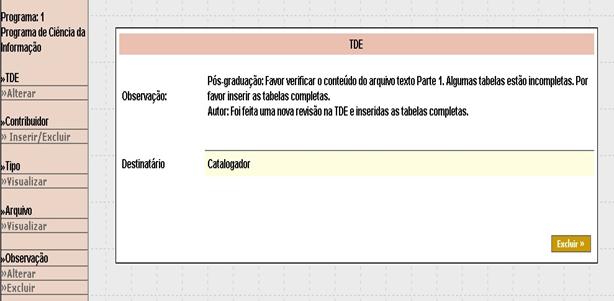 Programa: 1
Programa de Ciência da
Informação
»TDE
»Alterar
»Contribuidor
» Inserir/Excluir
»Tipo
»Visualizar
»Arquivo
»Visualizar
»Observação
»Alterar
»Excluir
TDE
Observação:
Pós-graduação: Favor verificar o conteúdo do arquivo texto Parte 1. Algumas tabelas estão incompletas. Por
favor inserir as tabelas completas.
Autor: Foi feita uma nova revisão na TDE e inseridas as tabelas completas.
Destinatário
Catalogador
Excluir »